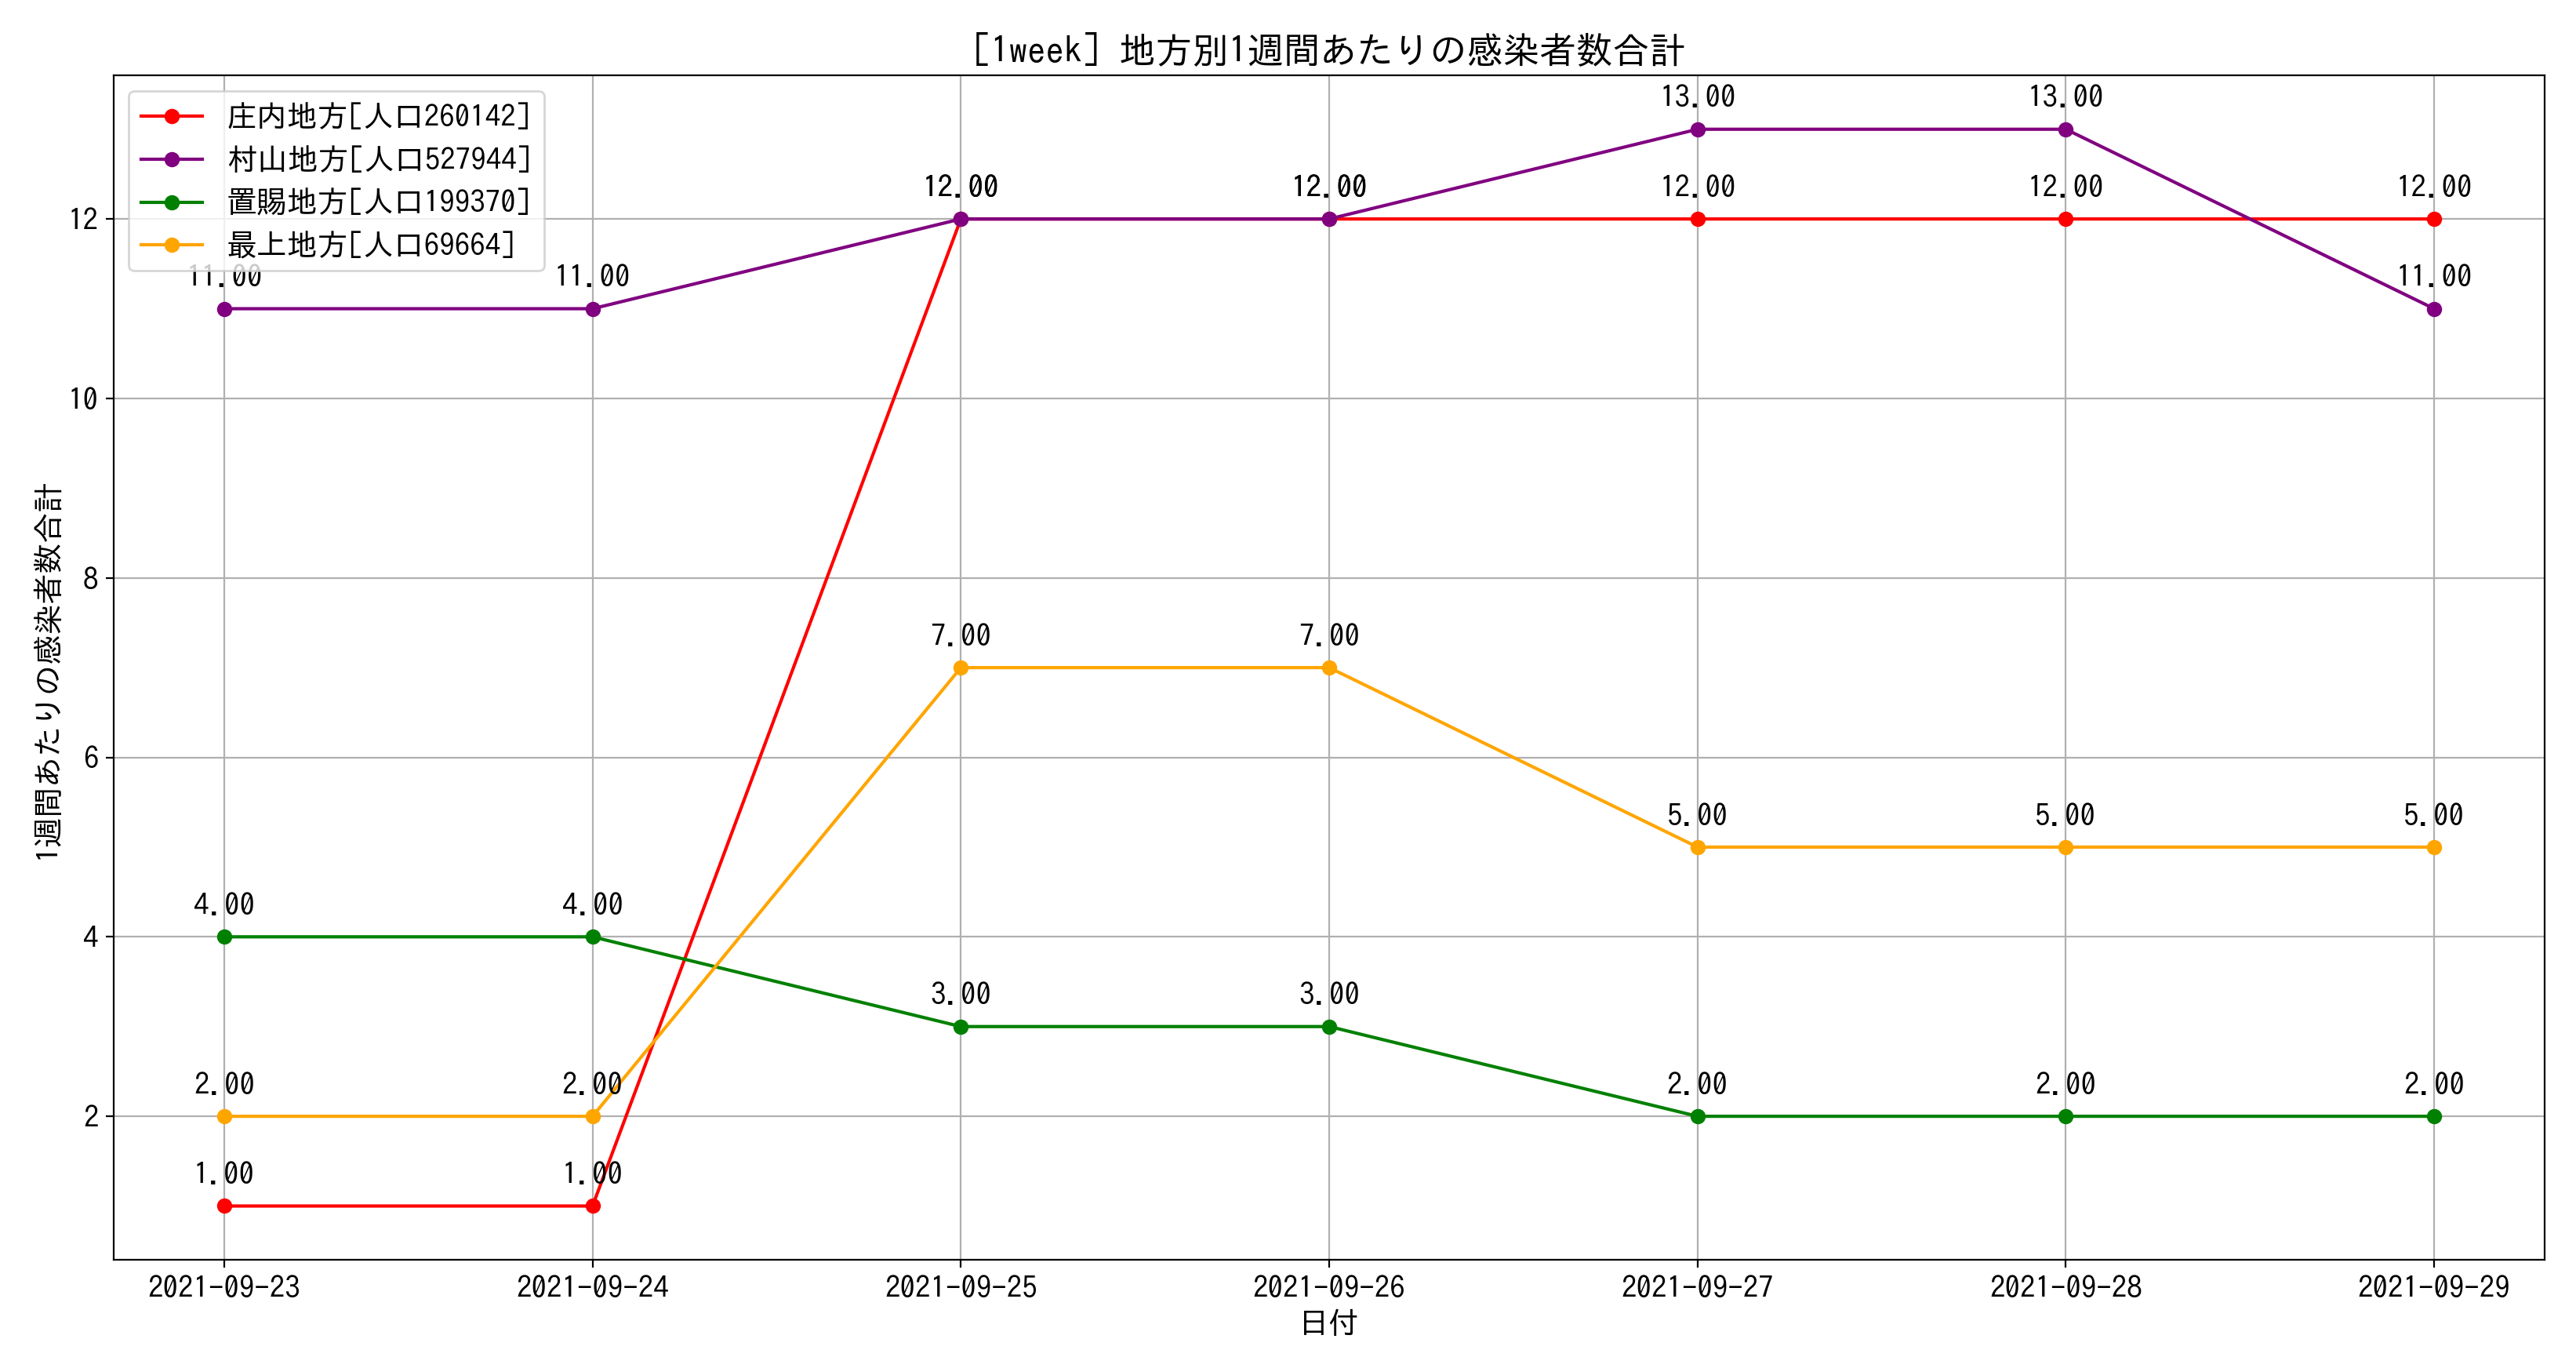 [1week] 地方別1週間あたりの感染者数合計
庄内地方[人口260142]
村山地方[人口527944]
置賜地方[人口199370]
最上地方[人口69664]
13.00 13.00
12.00 12.00 12.00 12.00 12.00
11.00 11.00 11.00
7.00 7.00
5.00 5.00 5.00
4.00 4.00
3.00 3.00
2.00 2.00 2.00 2.00 2.00
1.00 1.00
12
10
8
6
4
2
1週間あたりの感染者数合計
2021-09-23 2021-09-24 2021-09-25 2021-09-26 2021-09-27 2021-09-28 2021-09-29
日付